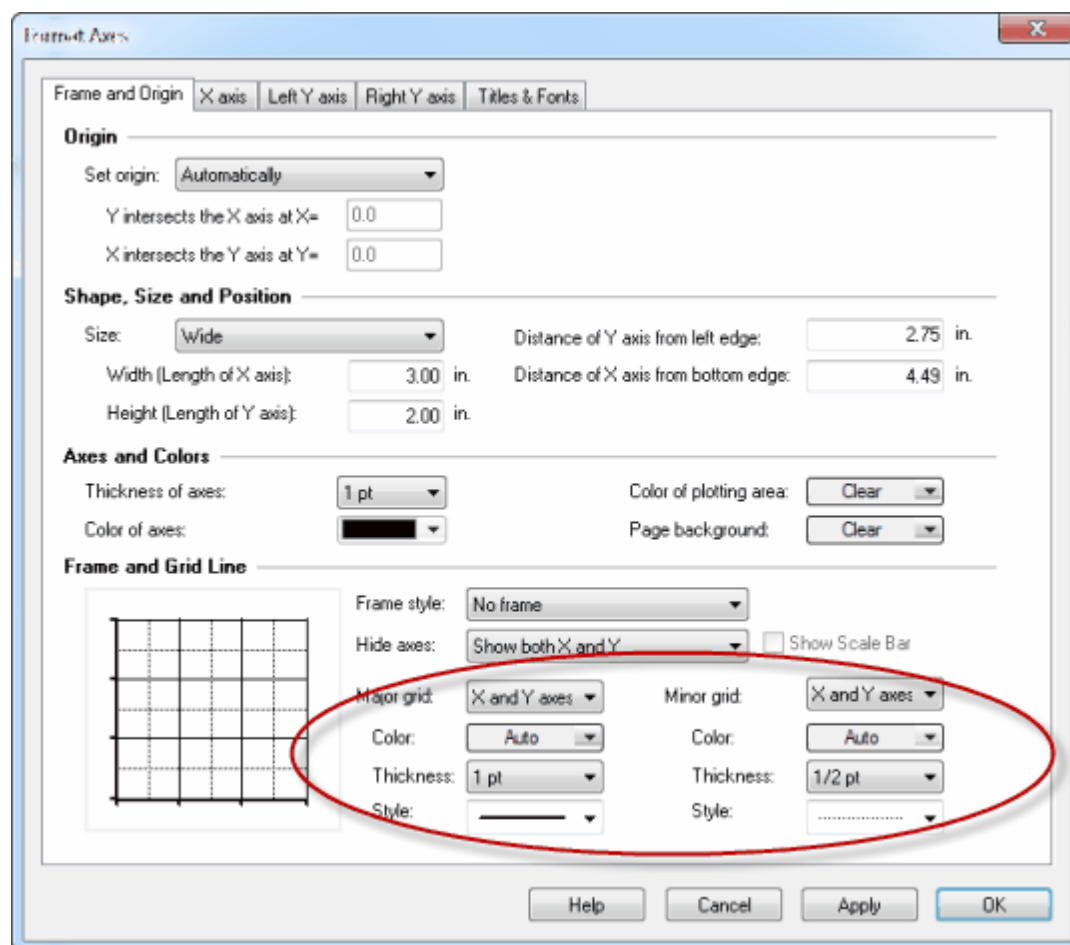 Format Axes
Frame and Origin X axis Left Y axis Right Y axis Titles & Fonts
Origin
Set origin: Automatically
Y intersects the X axis at X= 0.0
X intersects the Y axis at Y= 0.0
Shape, Size and Position
Size: Wide Distance of Y axis from left edge: 2.75 in.
Width (Length of X axis): 3.00 in. Distance of X axis from bottom edge: 4.49 in.
Height (Length of Y axis): 2.00 in.
Axes and Colors
Thickness of axes: 1 pt Color of plotting area: Clear
Color of axes: Page background: Clear
Frame and Grid Line
Frame style: No frame
Hide axes: Show both X and Y Show Scale Bar
Major grid: X and Y axes Minor grid: X and Y axes
Color: Auto Color: Auto
Thickness: 1 pt Thickness: 1/2 pt
Style: Style:
Help Cancel Apply OK